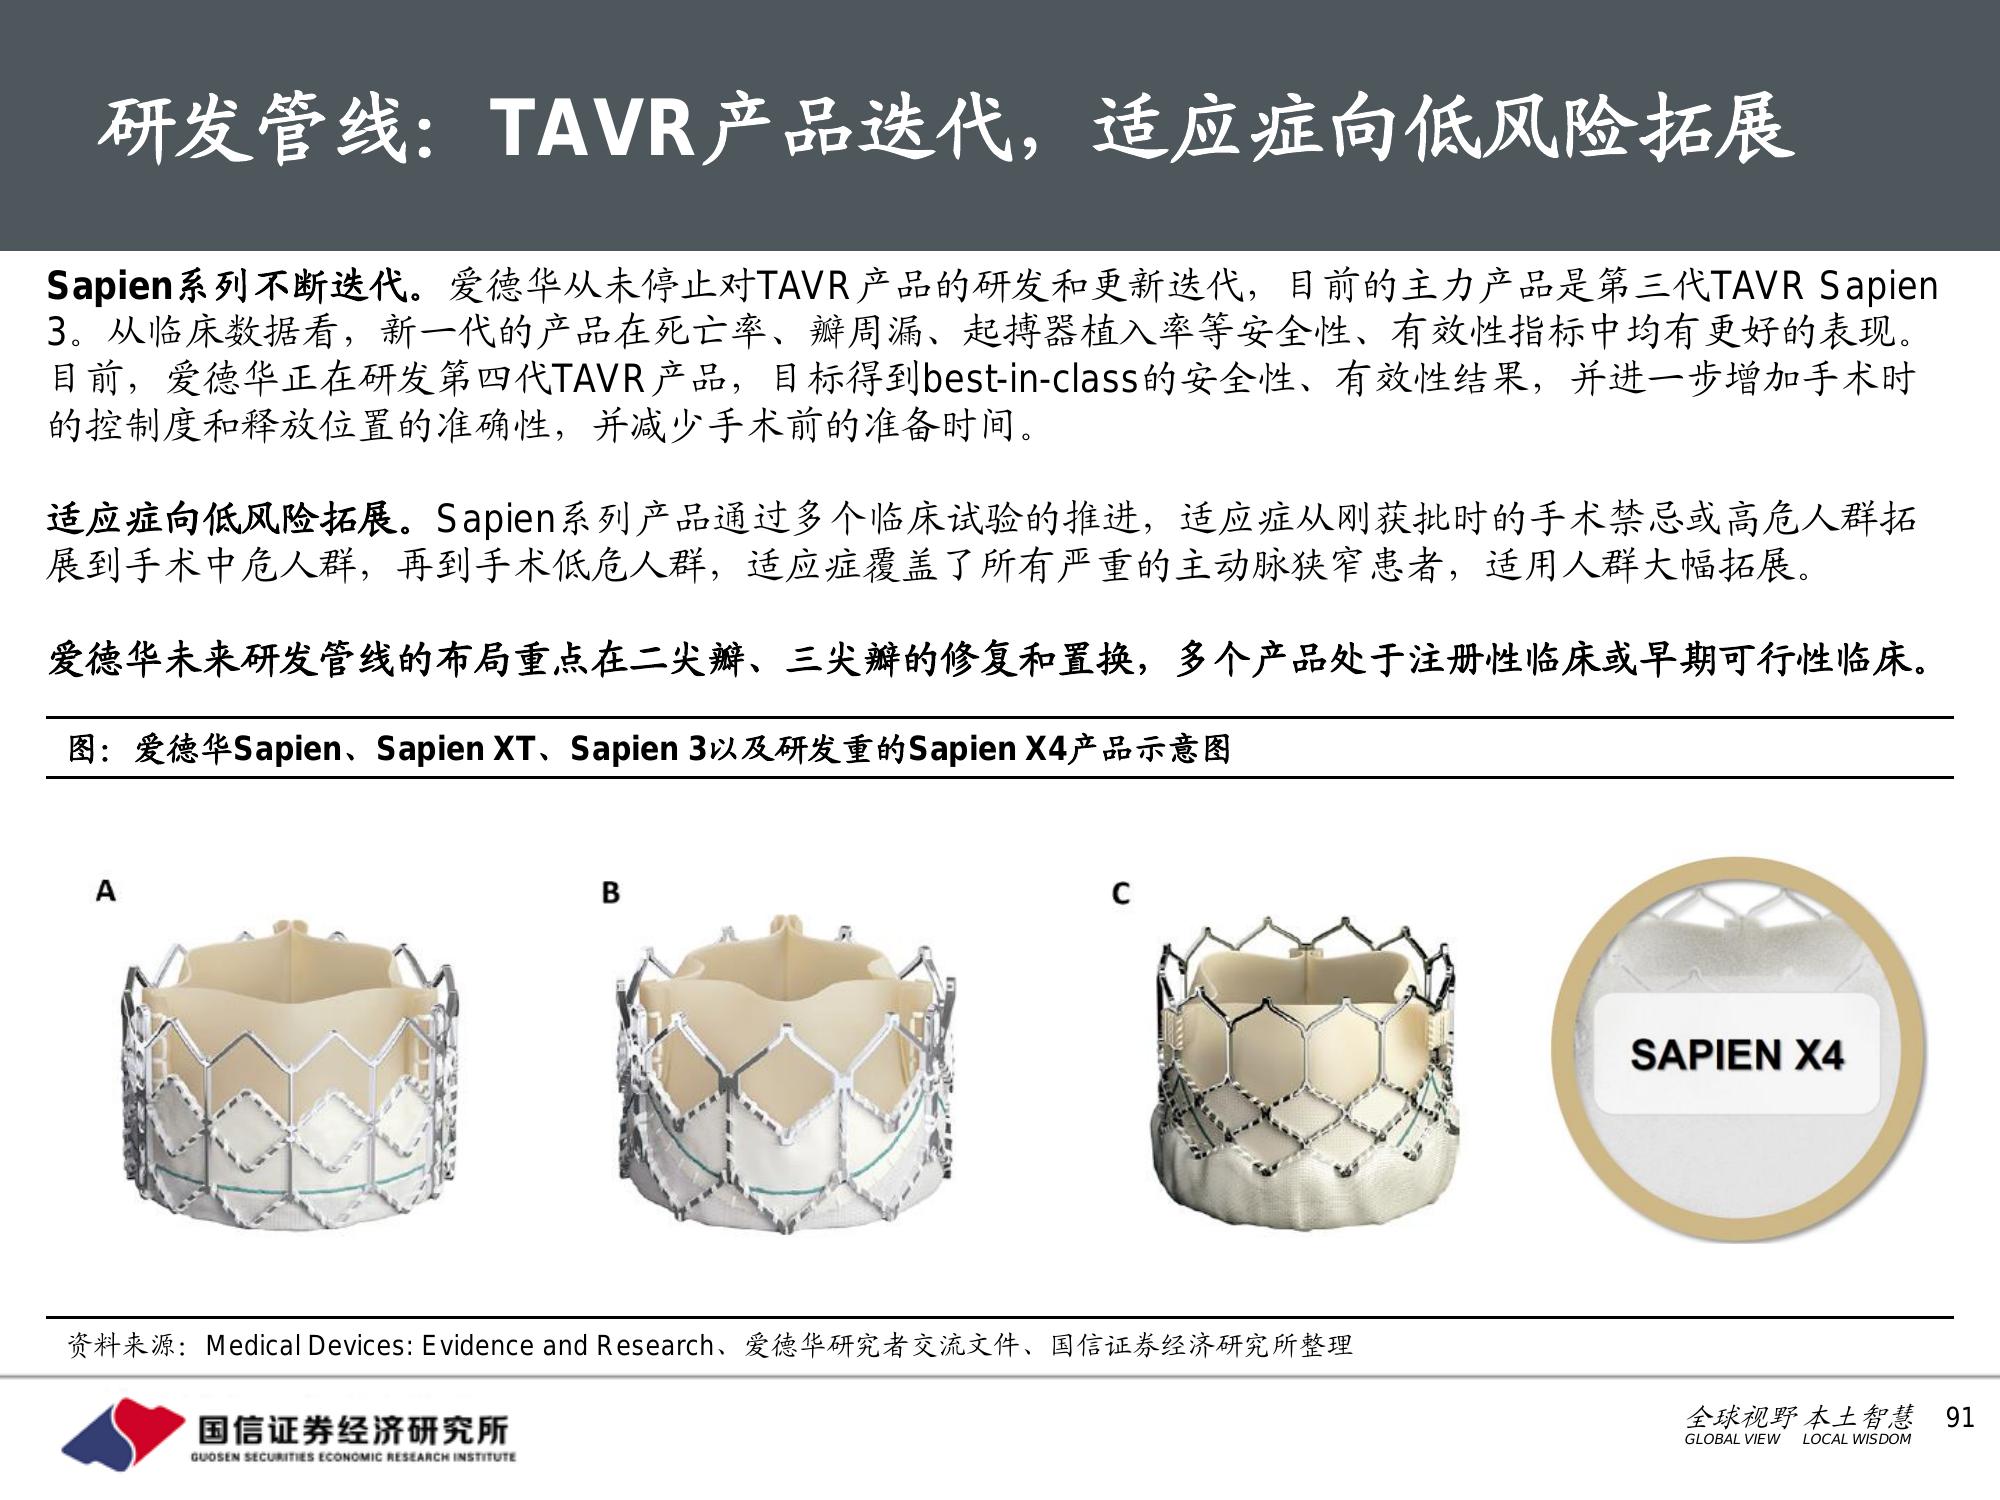 研发管线：TAVR产品迭代，适应症向低风险拓展
Sapien系列不断迭代。爱德华从未停止对TAVR产品的研发和更新迭代，目前的主力产品是第三代TAVR Sapien
3。从临床数据看，新一代的产品在死亡率、瓣周漏、起搏器植入率等安全性、有效性指标中均有更好的表现。
目前，爱德华正在研发第四代TAVR产品，目标得到best-in-class的安全性、有效性结果，并进一步增加手术时
的控制度和释放位置的准确性，并减少手术前的准备时间。
适应症向低风险拓展。Sapien系列产品通过多个临床试验的推进，适应症从刚获批时的手术禁忌或高危人群拓
展到手术中危人群，再到手术低危人群，适应症覆盖了所有严重的主动脉狭窄患者，适用人群大幅拓展。
爱德华未来研发管线的布局重点在二尖瓣、三尖瓣的修复和置换，多个产品处于注册性临床或早期可行性临床。
图：爱德华Sapien、Sapien XT、Sapien 3以及研发重的Sapien X4产品示意图
A
B
C
SAPIEN X4
资料来源：Medical Devices: Evidence and Research、爱德华研究者交流文件、国信证券经济研究所整理
国信证券经济研究所
GUOSEN SECURITIES ECONOMIC RESEARCH INSTITUTE
全球视野 本土智慧
GLOBAL VIEW LOCAL WISDOM
91